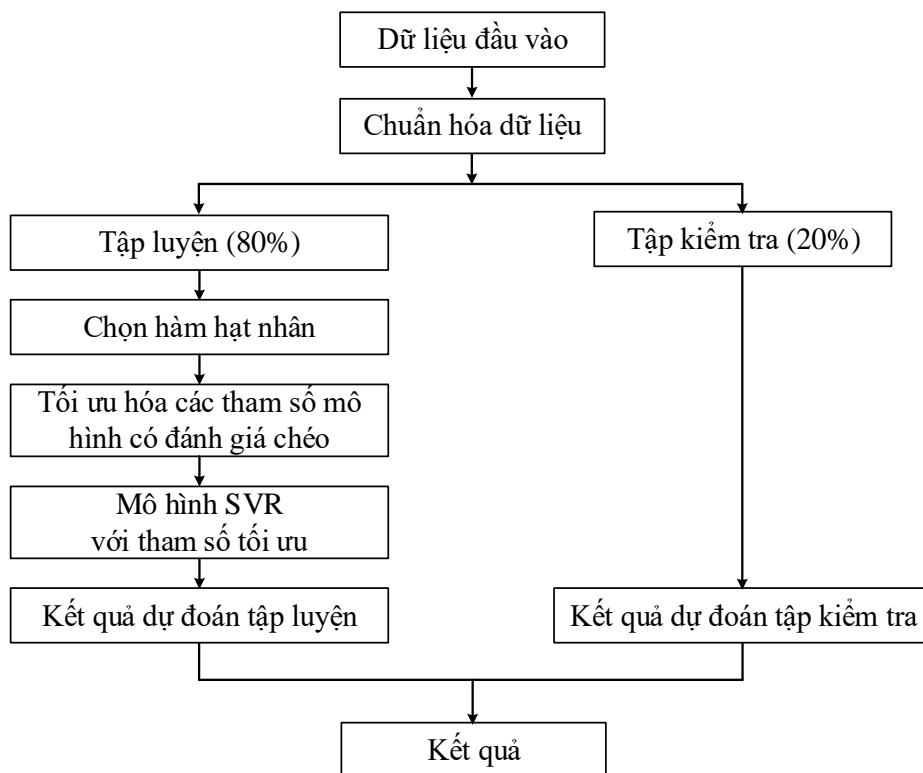 Dữ liệu đầu vào
Chuẩn hóa dữ liệu
Tập luyện (80%)
Tập kiểm tra (20%)
Chọn hàm hạt nhân
Tối ưu hóa các tham số mô
hình có đánh giá chéo
Mô hình SVR
với tham số tối ưu
Kết quả dự đoán tập luyện
Kết quả dự đoán tập kiểm tra
Kết quả